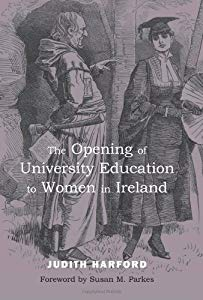 The Opening of
University Education
to Women in Ireland
JUDITH HARFORD
Foreword by Susan M. Parkes